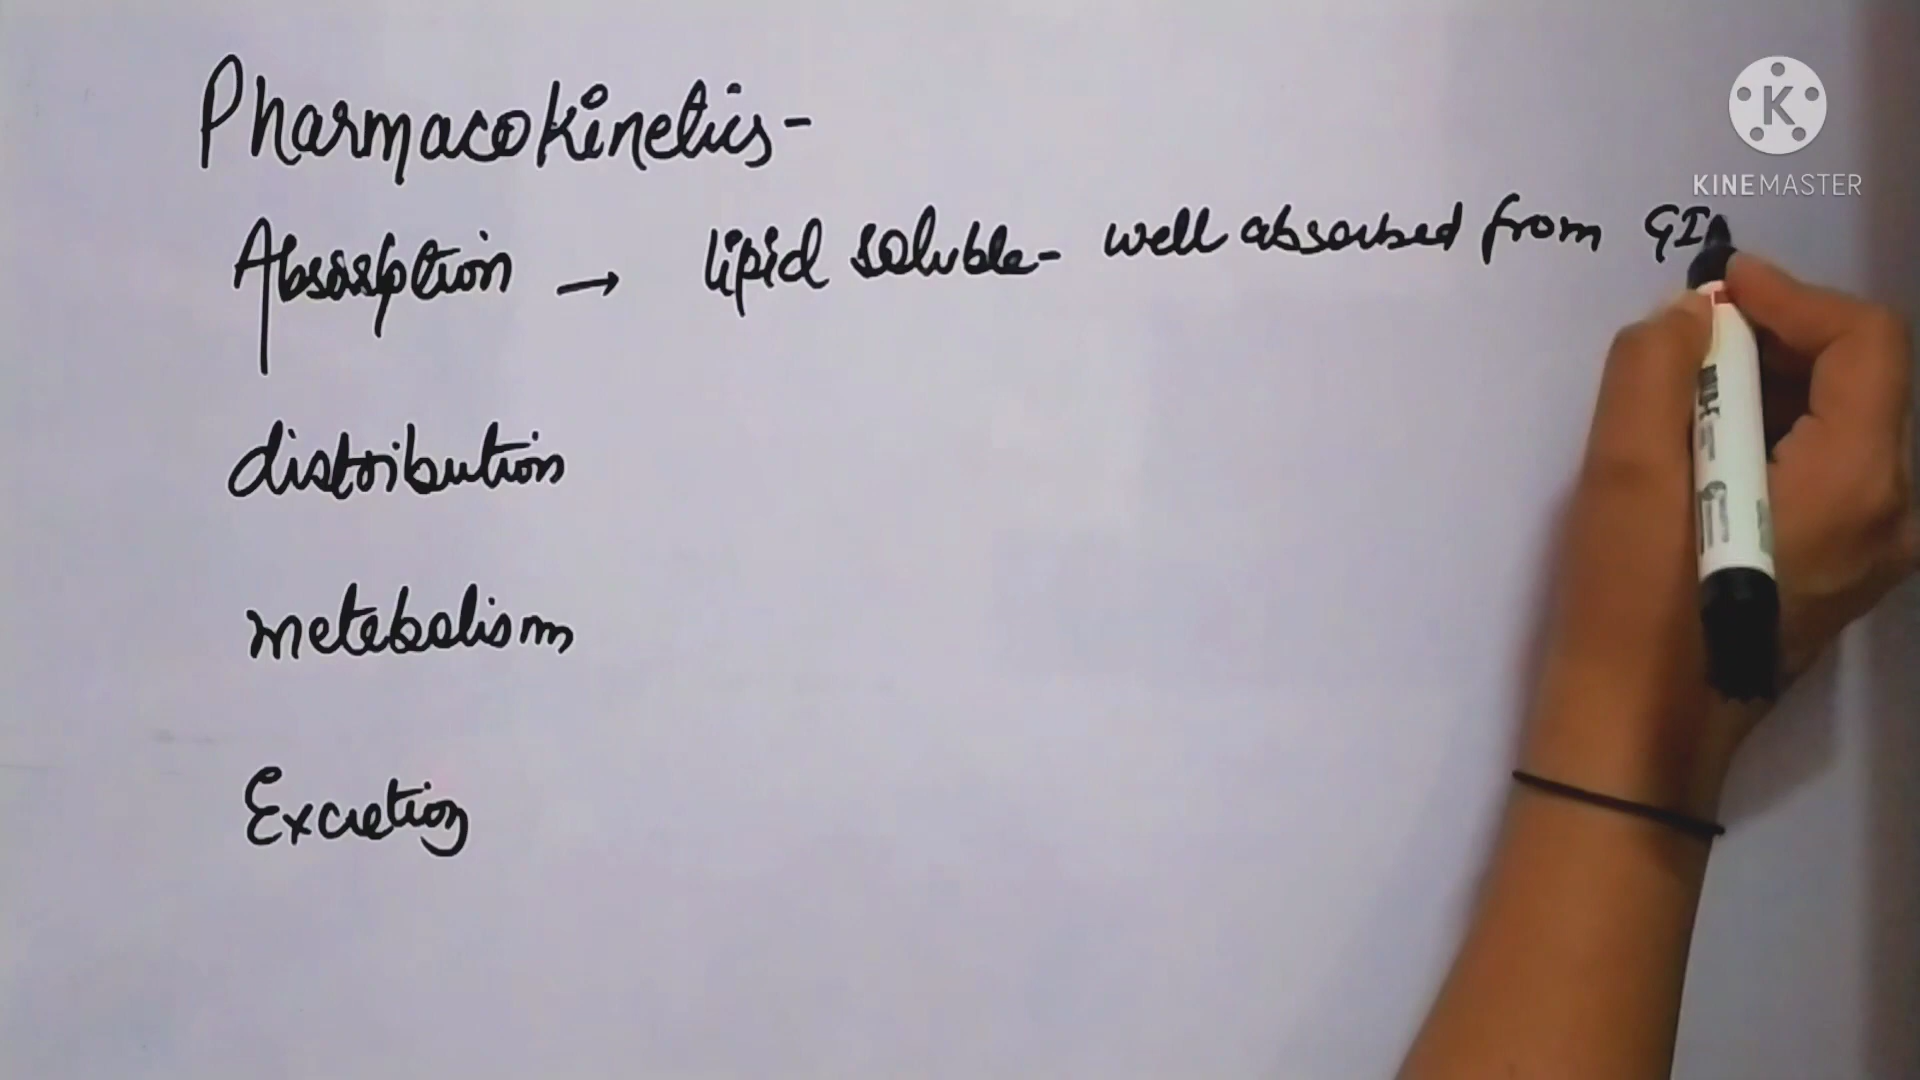 Pharmacokinetics-
Absorption → lipid soluble- well absorbed from GI
distribution
metebolism
Excretion
K
KINEMASTER